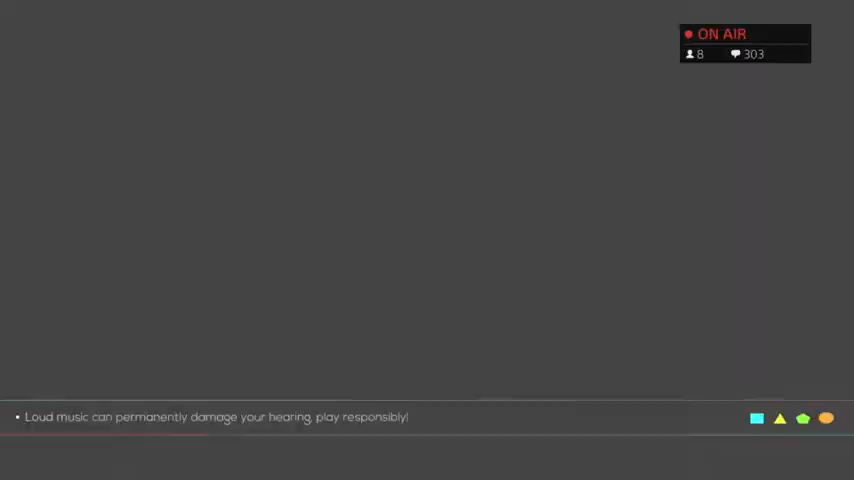 ON AIR
8 303
• Loud music can permanently damage your hearing, play responsibly!